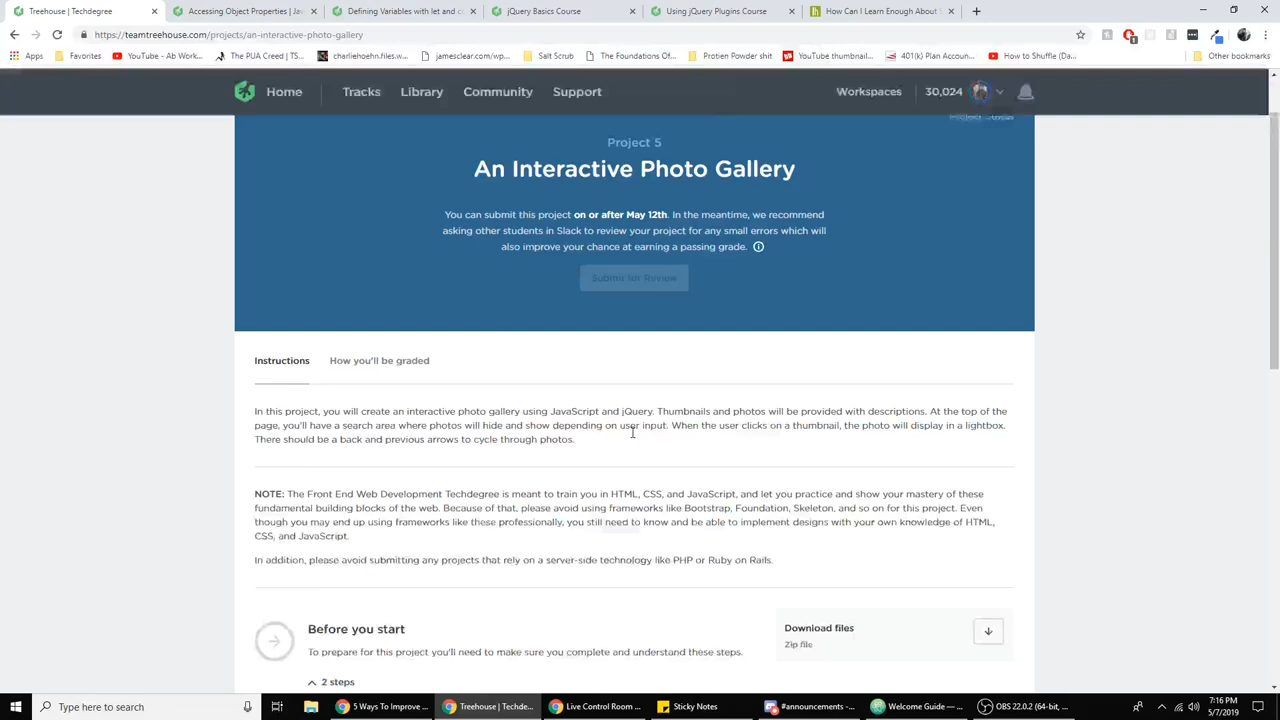 Treehouse | Techdegree
Accessing Object Properties | Jav
Defining Variables with let and c
jQuery Basics Course
Using jQuery Plugins Course
How Can I Learn Enough About S
https://teamtreehouse.com/projects/an-interactive-photo-gallery
Apps
Favorites
YouTube - Ab Work...
The PUA Creed | TS...
charliehoehn.files.w...
jamesclear.com/wp...
Salt Scrub
The Foundations Of...
Protien Powder shit
YouTube thumbnail...
401(k) Plan Accoun...
How to Shuffle (Da...
Other bookmarks
Home
Tracks
Library
Community
Support
Workspaces
30,024
Project 5
An Interactive Photo Gallery
You can submit this project on or after May 12th. In the meantime, we recommend
asking other students in Slack to review your project for any small errors which will
also improve your chance at earning a passing grade.
Submit for Review
Instructions
How you'll be graded
In this project, you will create an interactive photo gallery using JavaScript and jQuery. Thumbnails and photos will be provided with descriptions. At the top of the
page, you'll have a search area where photos will hide and show depending on user input. When the user clicks on a thumbnail, the photo will display in a lightbox.
There should be a back and previous arrows to cycle through photos.
NOTE: The Front End Web Development Techdegree is meant to train you in HTML, CSS, and JavaScript, and let you practice and show your mastery of these
fundamental building blocks of the web. Because of that, please avoid using frameworks like Bootstrap, Foundation, Skeleton, and so on for this project. Even
though you may end up using frameworks like these professionally, you still need to know and be able to implement designs with your own knowledge of HTML,
CSS, and JavaScript.
In addition, please avoid submitting any projects that rely on a server-side technology like PHP or Ruby on Rails.
Before you start
To prepare for this project you'll need to make sure you complete and understand these steps.
2 steps
Download files
Zip file
Type here to search
5 Ways To Improve ...
Treehouse | Techde...
Live Control Room ...
Sticky Notes
#announcements -...
Welcome Guide — ...
OBS 22.0.2 (64-bit, ...
7:16 PM
5/7/2019